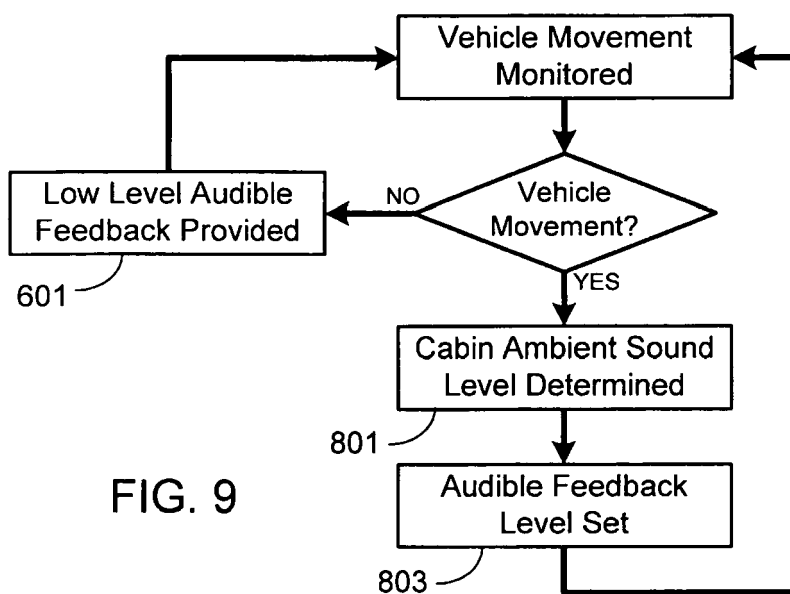 Vehicle Movement
Monitored
Low Level Audible
Feedback Provided
601
NO
Vehicle
Movement?
YES
Cabin Ambient Sound
Level Determined
801
Audible Feedback
Level Set
803
FIG. 9